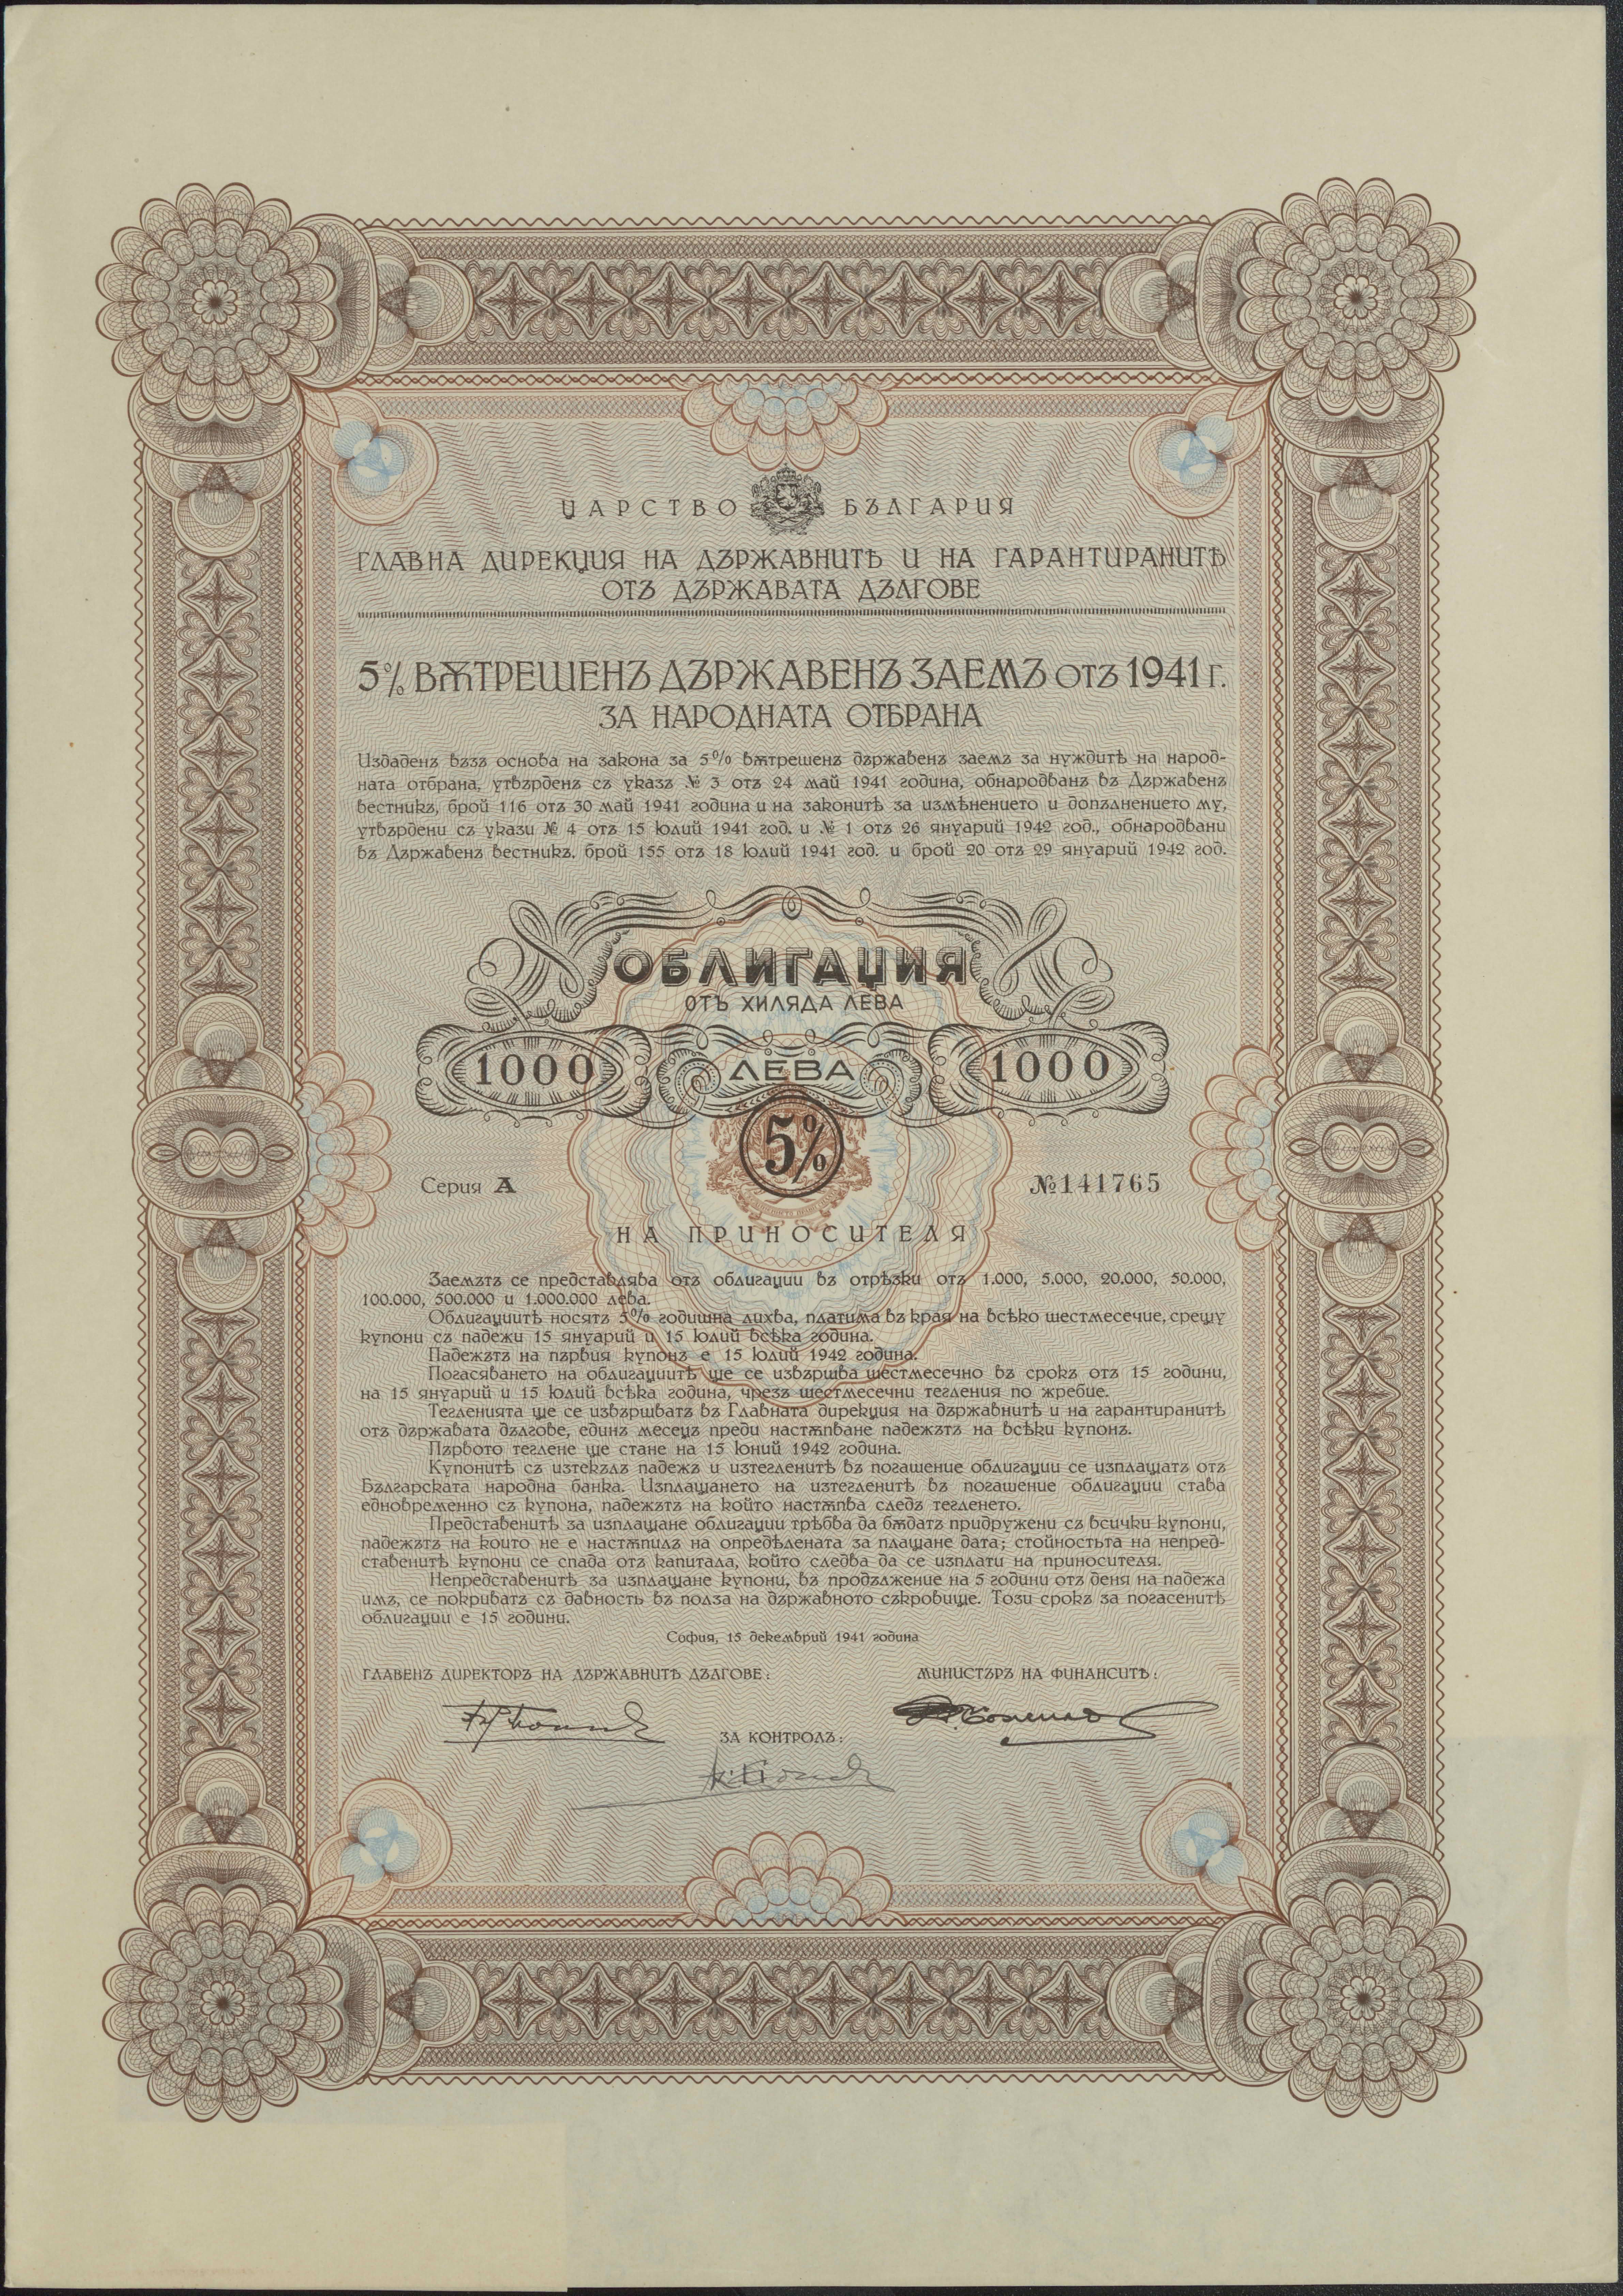 ЦАРСТВО БЪЛГАРИЯ
ГЛАВНА ДИРЕКЦИЯ НА ДЪРЖАВНИТѢ И НА ГАРАНТИРАНИТѢ
ОТЪ ДЪРЖАВАТА ДЪЛГОВЕ
5% ВѪТРЕШЕНЪ ДЪРЖАВЕНЪ ЗАЕМЪ ОТЪ 1941 Г.
ЗА НАРОДНАТА ОТБРАНА
Издаденъ възъ основа на закона за 5% вѫтрешенъ държавенъ заемъ за нуждитѣ на народ-
ната отбрана, утвърденъ съ указъ № 3 отъ 24 май 1941 година, обнародванъ въ Държавенъ
вестникъ, брой 116 отъ 30 май 1941 година и на законитѣ за измѣнението и допълнението му,
утвърдени съ укази № 4 отъ 15 юлий 1941 год. и № 1 отъ 26 януарий 1942 год., обнародвани
въ Държавенъ вестникъ, брой 155 отъ 18 юлий 1941 год. и брой 20 отъ 29 януарий 1942 год.
ОБЛИГАЦИЯ
ОТЪ ХИЛЯДА ЛЕВА
1000 ЛЕВА 1000
5%
Серия А №141765
НА ПРИНОСИТЕЛЯ
Заемътъ се представлява отъ облигации въ отрѣзки отъ 1.000, 5.000, 20.000, 50.000,
100.000, 500.000 и 1.000.000 лева.
Облигациитѣ носятъ 5% годишна лихва, платима въ края на всѣко шестмесечие, срещу
купони съ падежи 15 януарий и 15 юлий всѣка година.
Падежътъ на първия купонъ е 15 юлий 1942 година.
Погасяването на облигациитѣ ще се извършва шестмесечно въ срокъ отъ 15 години,
на 15 януарий и 15 юлий всѣка година, чрезъ шестмесечни тегления по жребие.
Тегленията ще се извършватъ въ Главната дирекция на държавнитѣ и на гарантиранитѣ
отъ държавата дългове, единъ месецъ преди настѫпване падежътъ на всѣки купонъ.
Първото теглене ще стане на 15 юний 1942 година.
Купонитѣ съ изтекълъ падежъ и изтегленитѣ въ погашение облигации се изплащатъ отъ
Българската народна банка. Изплащането на изтегленитѣ въ погашение облигации става
едновременно съ купона, падежътъ на който настѫпва следъ тегленето.
Представенитѣ за изплащане облигации трѣбва да бѫдатъ придружени съ всички купони,
падежътъ на които не е настѫпилъ на опредѣлената за плащане дата; стойностьта на непред-
ставенитѣ купони се спада отъ капитала, който следва да се изплати на приносителя.
Непредставенитѣ за изплащане купони, въ продължение на 5 години отъ деня на падежа
имъ, се покриватъ съ давность въ полза на държавното съкровище. Този срокъ за погасенитѣ
облигации е 15 години.
София, 15 декемврий 1941 година
ГЛАВЕНЪ ДИРЕКТОРЪ НА ДЪРЖАВНИТѢ ДЪЛГОВЕ: МИНИСТЪРЪ НА ФИНАНСИТѢ:
ЗА КОНТРОЛЪ: